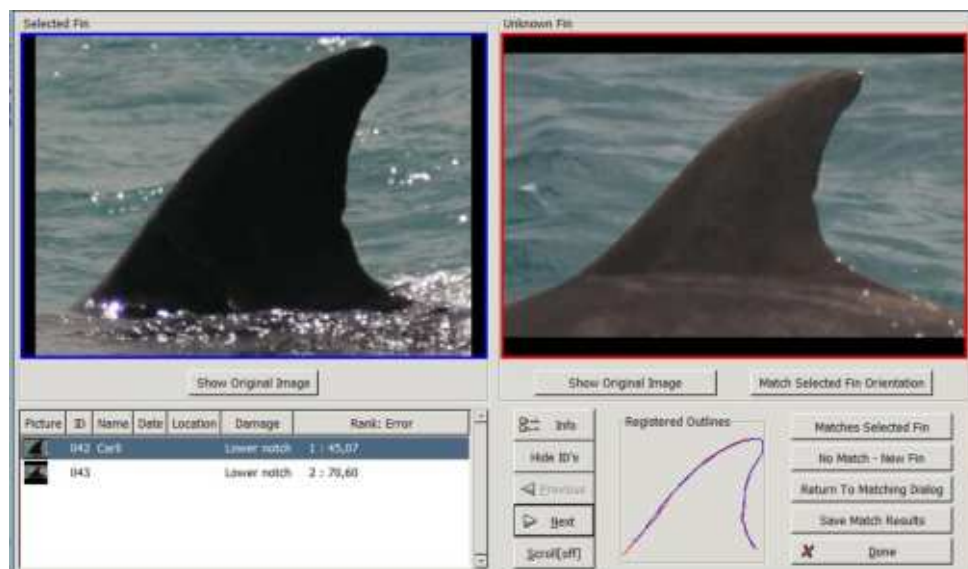 Selected Fin
Unknown Fin
Show Original Image
Show Original Image
Match Selected Fin Orientation
Picture ID Name Date Location Damage Rank: Error
042 Lower notch 1 : 45,07
043 Lower notch 2 : 70,60
Info
Hide ID's
Previous
Next
Scroll[off]
Registered Outlines
Matches Selected Fin
No Match - New Fin
Return To Matching Dialog
Save Match Results
Done